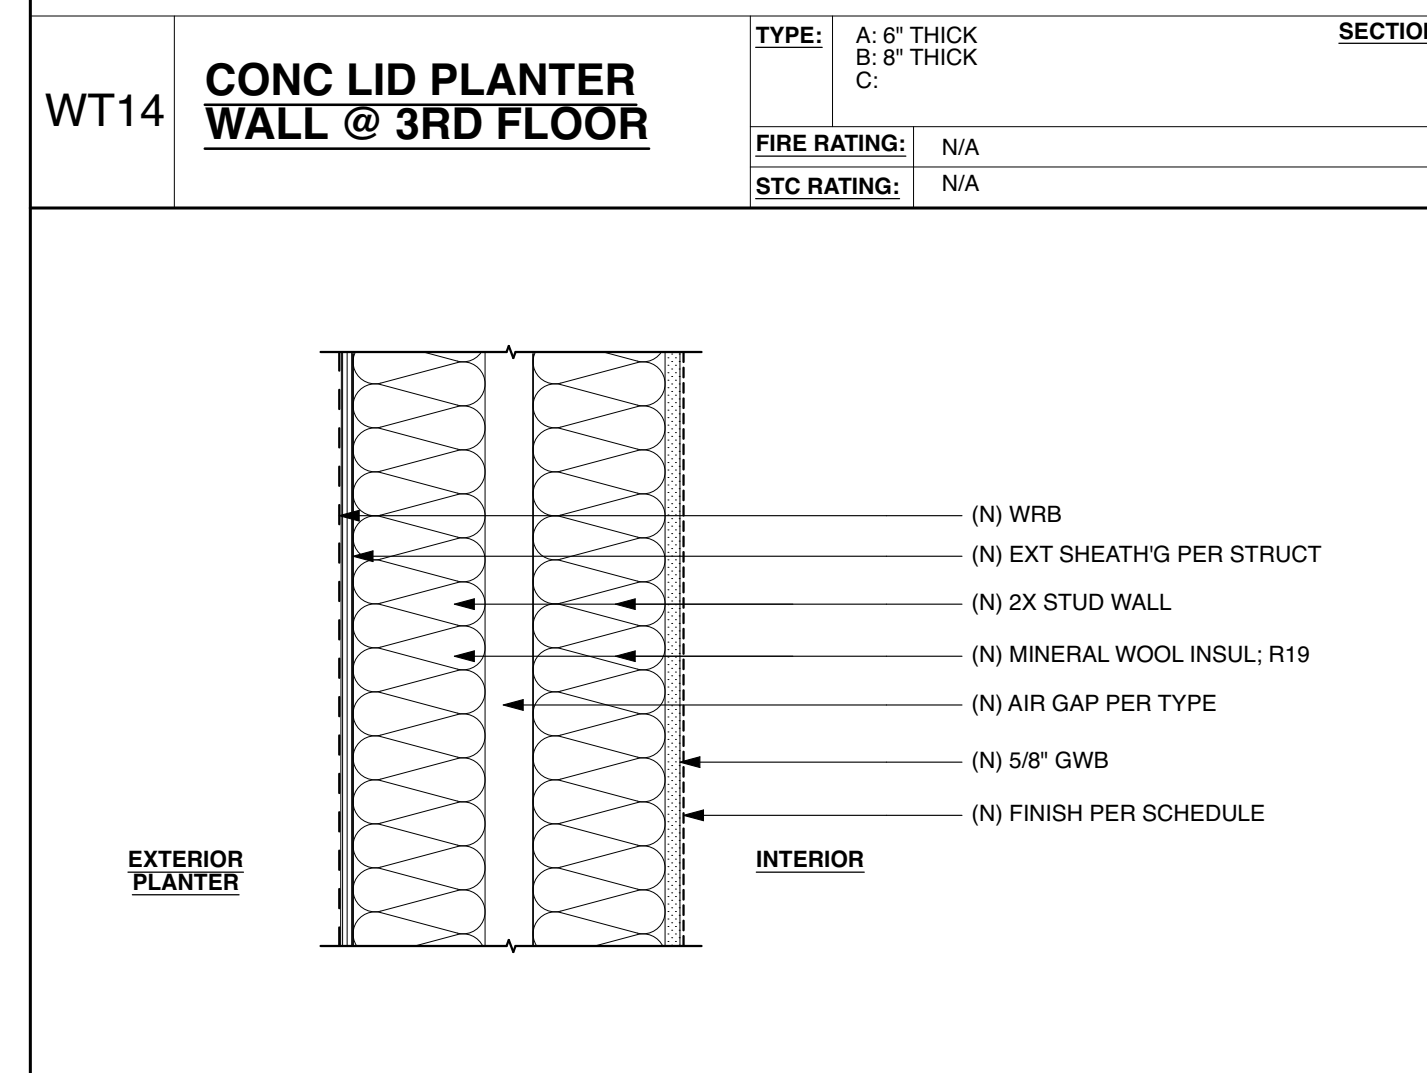 WT14
CONC LID PLANTER
WALL @ 3RD FLOOR
TYPE:
A: 6" THICK
B: 8" THICK
C:
FIRE RATING:
N/A
STC RATING:
N/A
(N) WRB
(N) EXT SHEATH'G PER STRUCT
(N) 2X STUD WALL
(N) MINERAL WOOL INSUL; R19
(N) AIR GAP PER TYPE
(N) 5/8" GWB
(N) FINISH PER SCHEDULE
EXTERIOR
PLANTER
INTERIOR